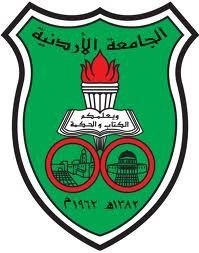 الجامعة الأردنية
ويعلمكم
الكتاب والحكمة
١٣٨٢هـ ١٩٦٢م